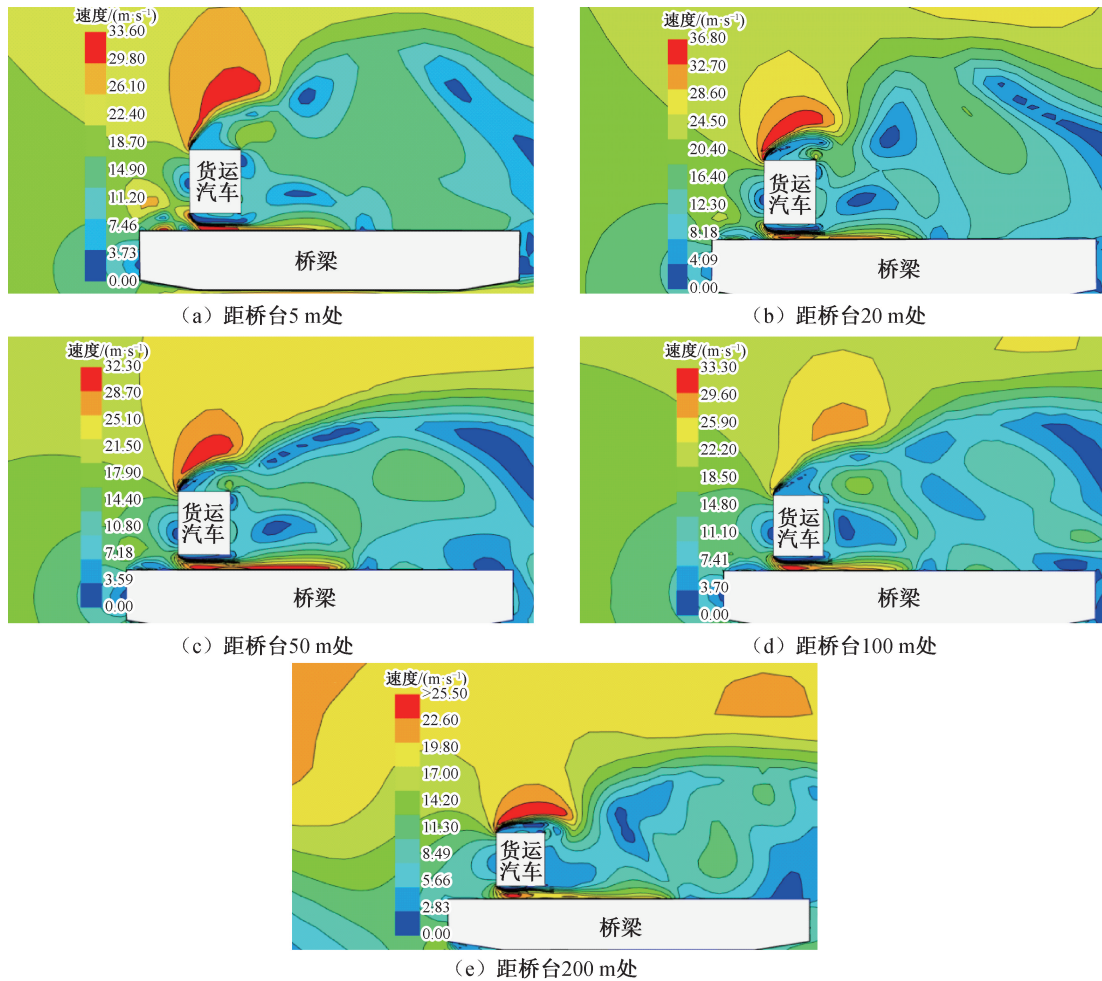 速度/(m·s⁻¹)
33.60
29.80
26.10
22.40
18.70
14.90
11.20
7.46
3.73
0.00
货运
汽车
桥梁
(a)距桥台5 m处
速度/(m·s⁻¹)
36.80
32.70
28.60
24.50
20.40
16.40
12.30
8.18
4.09
0.00
货运
汽车
桥梁
(b)距桥台20 m处
速度/(m·s⁻¹)
32.30
28.70
25.10
21.50
17.90
14.40
10.80
7.18
3.59
0.00
货运
汽车
桥梁
(c)距桥台50 m处
速度/(m·s⁻¹)
33.30
29.60
25.90
22.20
18.50
14.80
11.10
7.41
3.70
0.00
货运
汽车
桥梁
(d)距桥台100 m处
速度/(m·s⁻¹)
>25.50
22.60
19.80
17.00
14.20
11.30
8.49
5.66
2.83
0.00
货运
汽车
桥梁
(e)距桥台200 m处